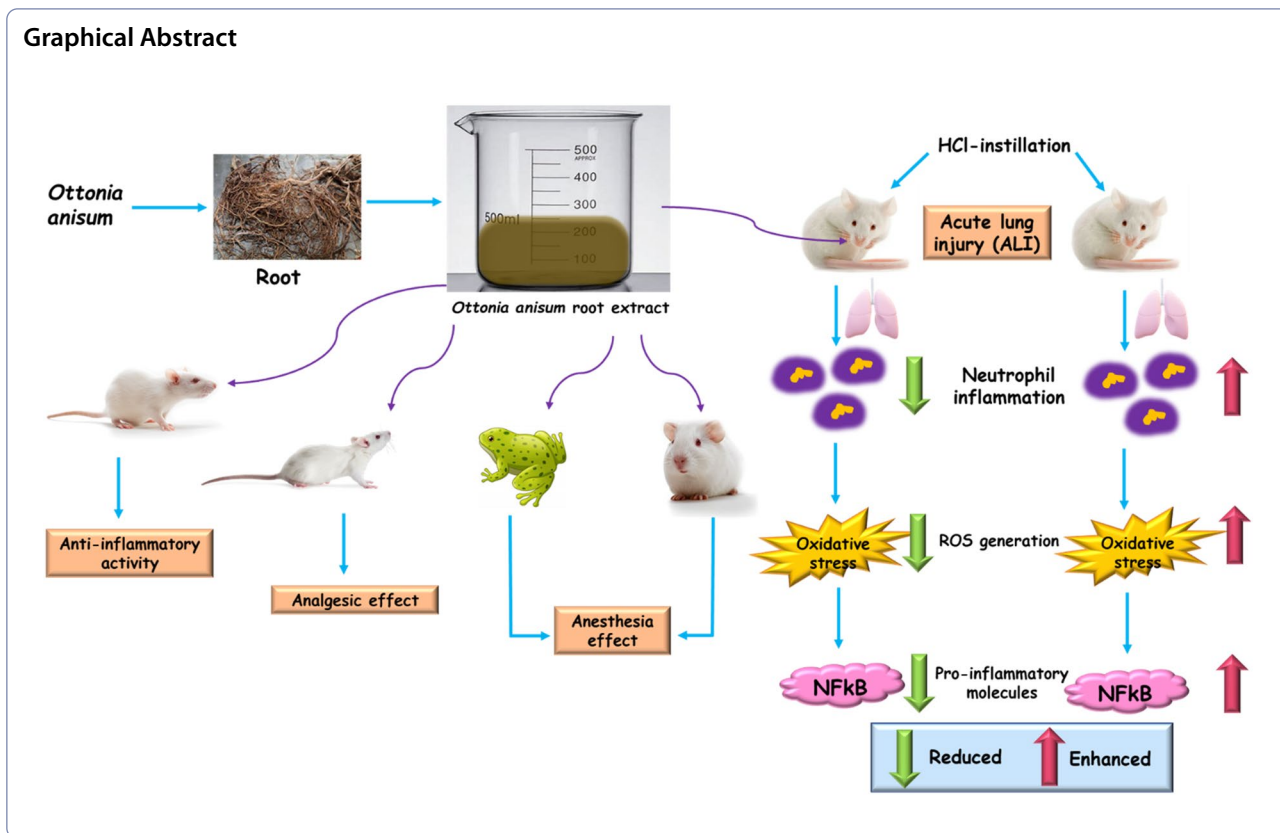 Graphical Abstract
Ottonia
anisum
Root
500
APPROX
400
300
500ml
200
100
Ottonia anisum root extract
HCl-instillation
Acute lung
injury (ALI)
Neutrophil
inflammation
Oxidative
stress
ROS generation
Oxidative
stress
NFkB
Pro-inflammatory
molecules
NFkB
Reduced
Enhanced
Anti-inflammatory
activity
Analgesic effect
Anesthesia
effect